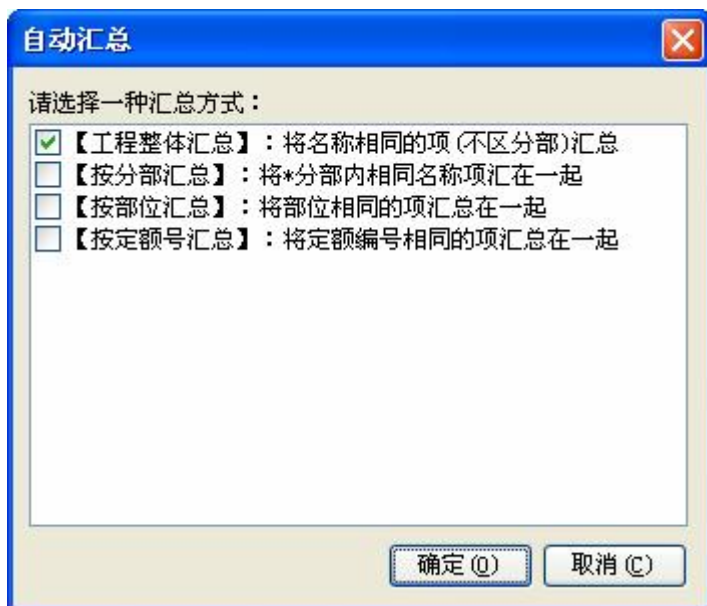 自动汇总
请选择一种汇总方式：
【工程整体汇总】：将名称相同的项(不区分部)汇总
【按分部汇总】：将*分部内相同名称项汇在一起
【按部位汇总】：将部位相同的项汇总在一起
【按定额号汇总】：将定额编号相同的项汇总在一起
确定(O) 取消(C)